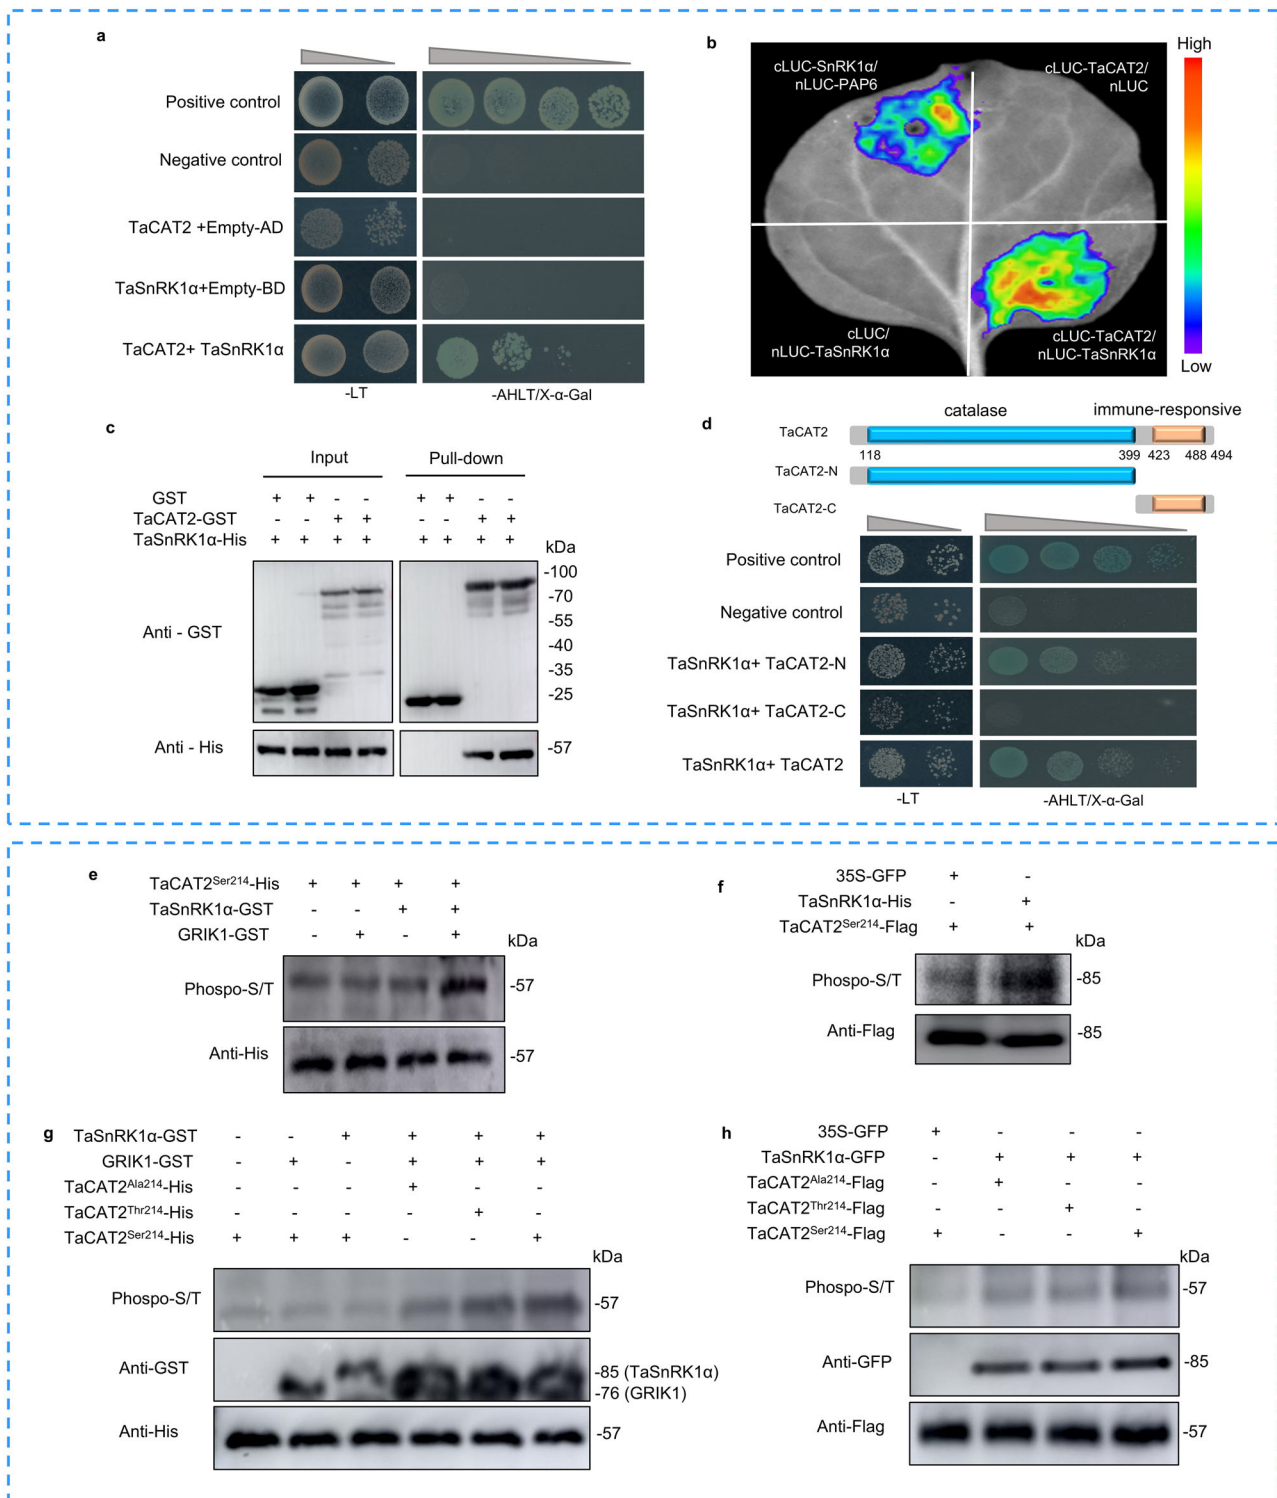 a
Positive control
Negative control
TaCAT2 +Empty-AD
TaSnRK1α+Empty-BD
TaCAT2+ TaSnRK1α
-LT
-AHLT/X-α-Gal
b
cLUC-SnRK1α/
nLUC-PAP6
cLUC-TaCAT2/
nLUC
cLUC/
nLUC-TaSnRK1α
cLUC-TaCAT2/
nLUC-TaSnRK1α
High
Low
c
Input
Pull-down
GST + + - - + + - -
TaCAT2-GST - - + + - - + +
TaSnRK1α-His + + + + + + + +
kDa
-100
-70
-55
-40
-35
-25
Anti - GST
Anti - His
-57
d
catalase
immune-responsive
TaCAT2
118 399 423 488 494
TaCAT2-N
TaCAT2-C
Positive control
Negative control
TaSnRK1α+ TaCAT2-N
TaSnRK1α+ TaCAT2-C
TaSnRK1α+ TaCAT2
-LT
-AHLT/X-α-Gal
e
TaCAT2Ser214-His + + + +
TaSnRK1α-GST - - + +
GRIK1-GST - + - +
kDa
Phospo-S/T
-57
Anti-His
-57
f
35S-GFP + -
TaSnRK1α-His - +
TaCAT2Ser214-Flag + +
kDa
Phospo-S/T
-85
Anti-Flag
-85
g
TaSnRK1α-GST - - + + + +
GRIK1-GST - + - + + +
TaCAT2Ala214-His - - - + - -
TaCAT2Thr214-His - - - - + -
TaCAT2Ser214-His + + + - - +
kDa
Phospo-S/T
-57
Anti-GST
-85 (TaSnRK1α)
-76 (GRIK1)
Anti-His
-57
h
35S-GFP + - - -
TaSnRK1α-GFP - + + +
TaCAT2Ala214-Flag - + - -
TaCAT2Thr214-Flag - - + -
TaCAT2Ser214-Flag + - - +
kDa
Phospo-S/T
-57
Anti-GFP
-85
Anti-Flag
-57